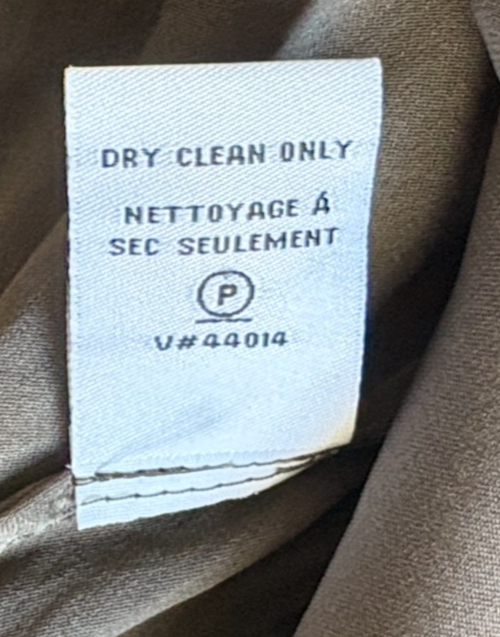 DRY CLEAN ONLY
NETTOYAGE Á
SEC SEULEMENT
P
V#44014